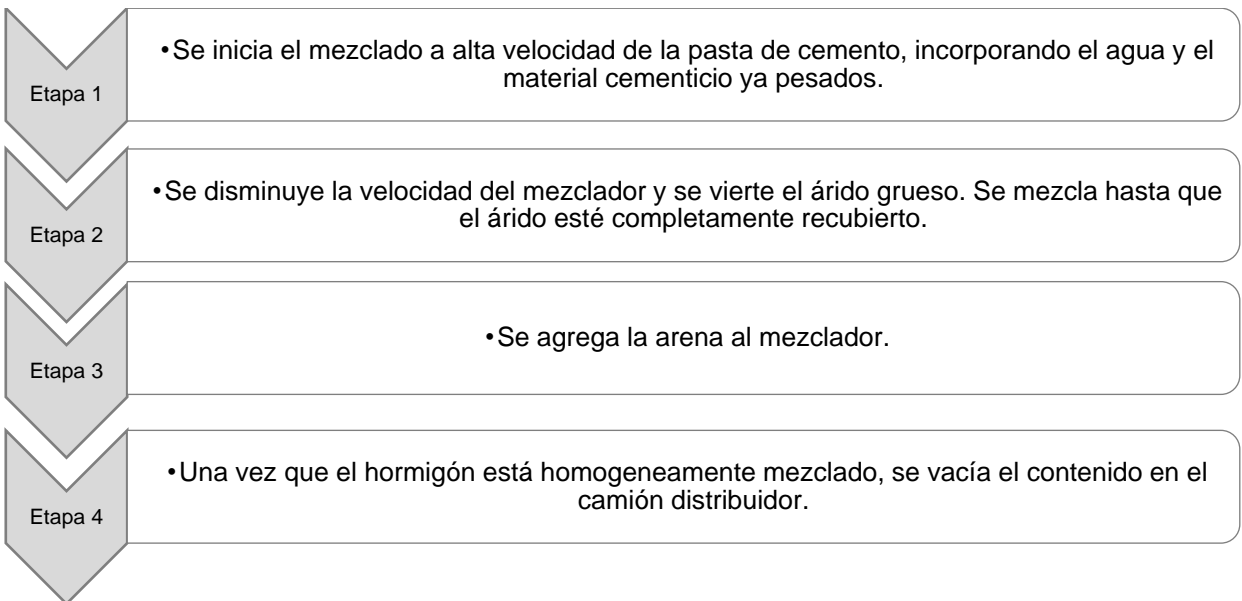 Etapa 1
•Se inicia el mezclado a alta velocidad de la pasta de cemento, incorporando el agua y el
material cementicio ya pesados.
Etapa 2
•Se disminuye la velocidad del mezclador y se vierte el árido grueso. Se mezcla hasta que
el árido esté completamente recubierto.
Etapa 3
•Se agrega la arena al mezclador.
Etapa 4
•Una vez que el hormigón está homogeneamente mezclado, se vacía el contenido en el
camión distribuidor.